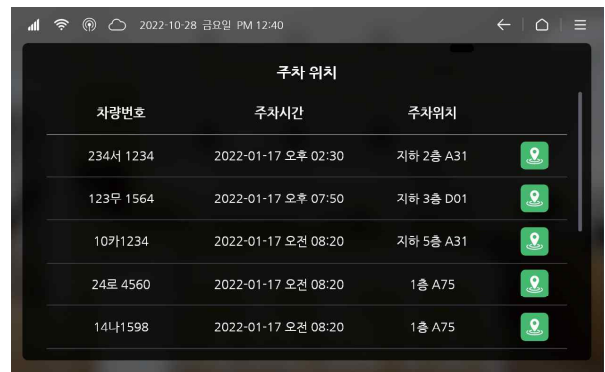 2022-10-28 금요일 PM 12:40
주차 위치
차량번호 주차시간 주차위치
234서 1234 2022-01-17 오후 02:30 지하 2층 A31
123무 1564 2022-01-17 오후 07:50 지하 3층 D01
10카1234 2022-01-17 오전 08:20 지하 5층 A31
24로 4560 2022-01-17 오전 08:20 1층 A75
14나1598 2022-01-17 오전 08:20 1층 A75